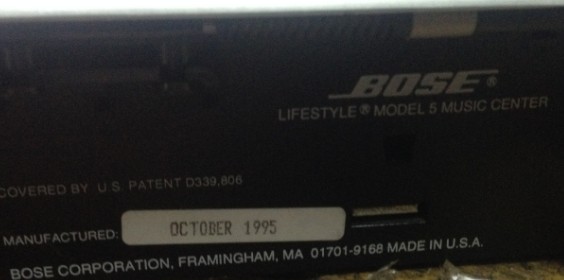 BOSE®
LIFESTYLE® MODEL 5 MUSIC CENTER
COVERED BY U.S. PATENT D339,806
MANUFACTURED: OCTOBER 1995
BOSE CORPORATION, FRAMINGHAM, MA 01701-9168 MADE IN U.S.A.